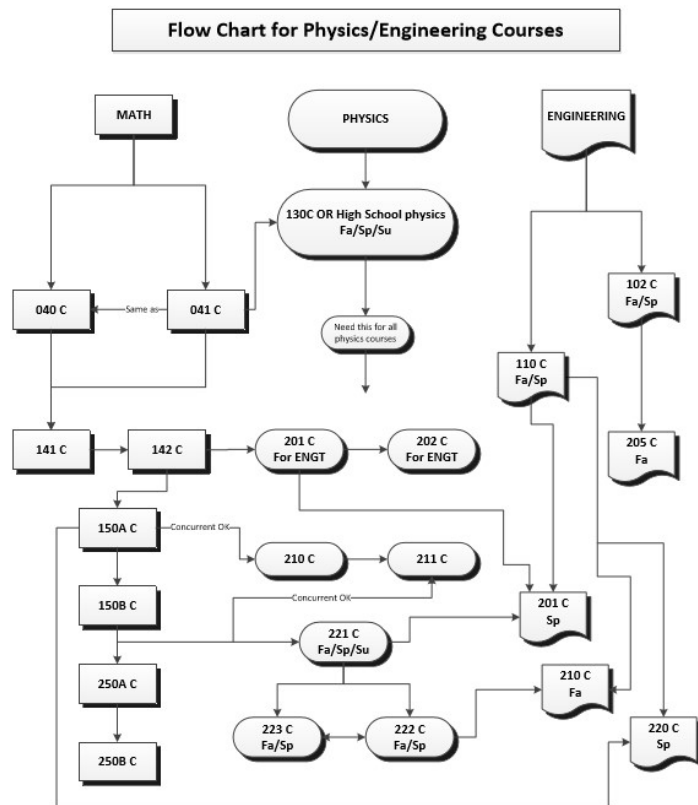 Flow Chart for Physics/Engineering Courses
MATH
PHYSICS
ENGINEERING
130C OR High School physics
Fa/Sp/Su
040 C
Same as
041 C
102 C
Fa/Sp
Need this for all
physics courses
110 C
Fa/Sp
141 C
142 C
201 C
For ENGT
202 C
For ENGT
205 C
Fa
150A C
Concurrent OK
210 C
211 C
150B C
Concurrent OK
201 C
Sp
221 C
Fa/Sp/Su
250A C
210 C
Fa
223 C
Fa/Sp
222 C
Fa/Sp
220 C
Sp
250B C